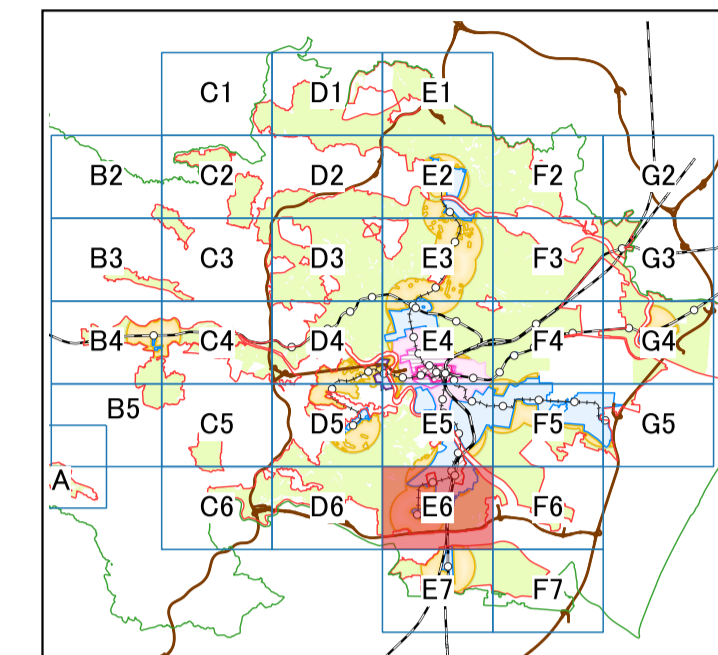 C1 D1 E1
B2 C2 D2 E2 F2 G2
B3 C3 D3 E3 F3 G3
B4 C4 D4 E4 F4 G4
B5 C5 D5 E5 F5 G5
A
C6 D6 E6 F6
E7 F7